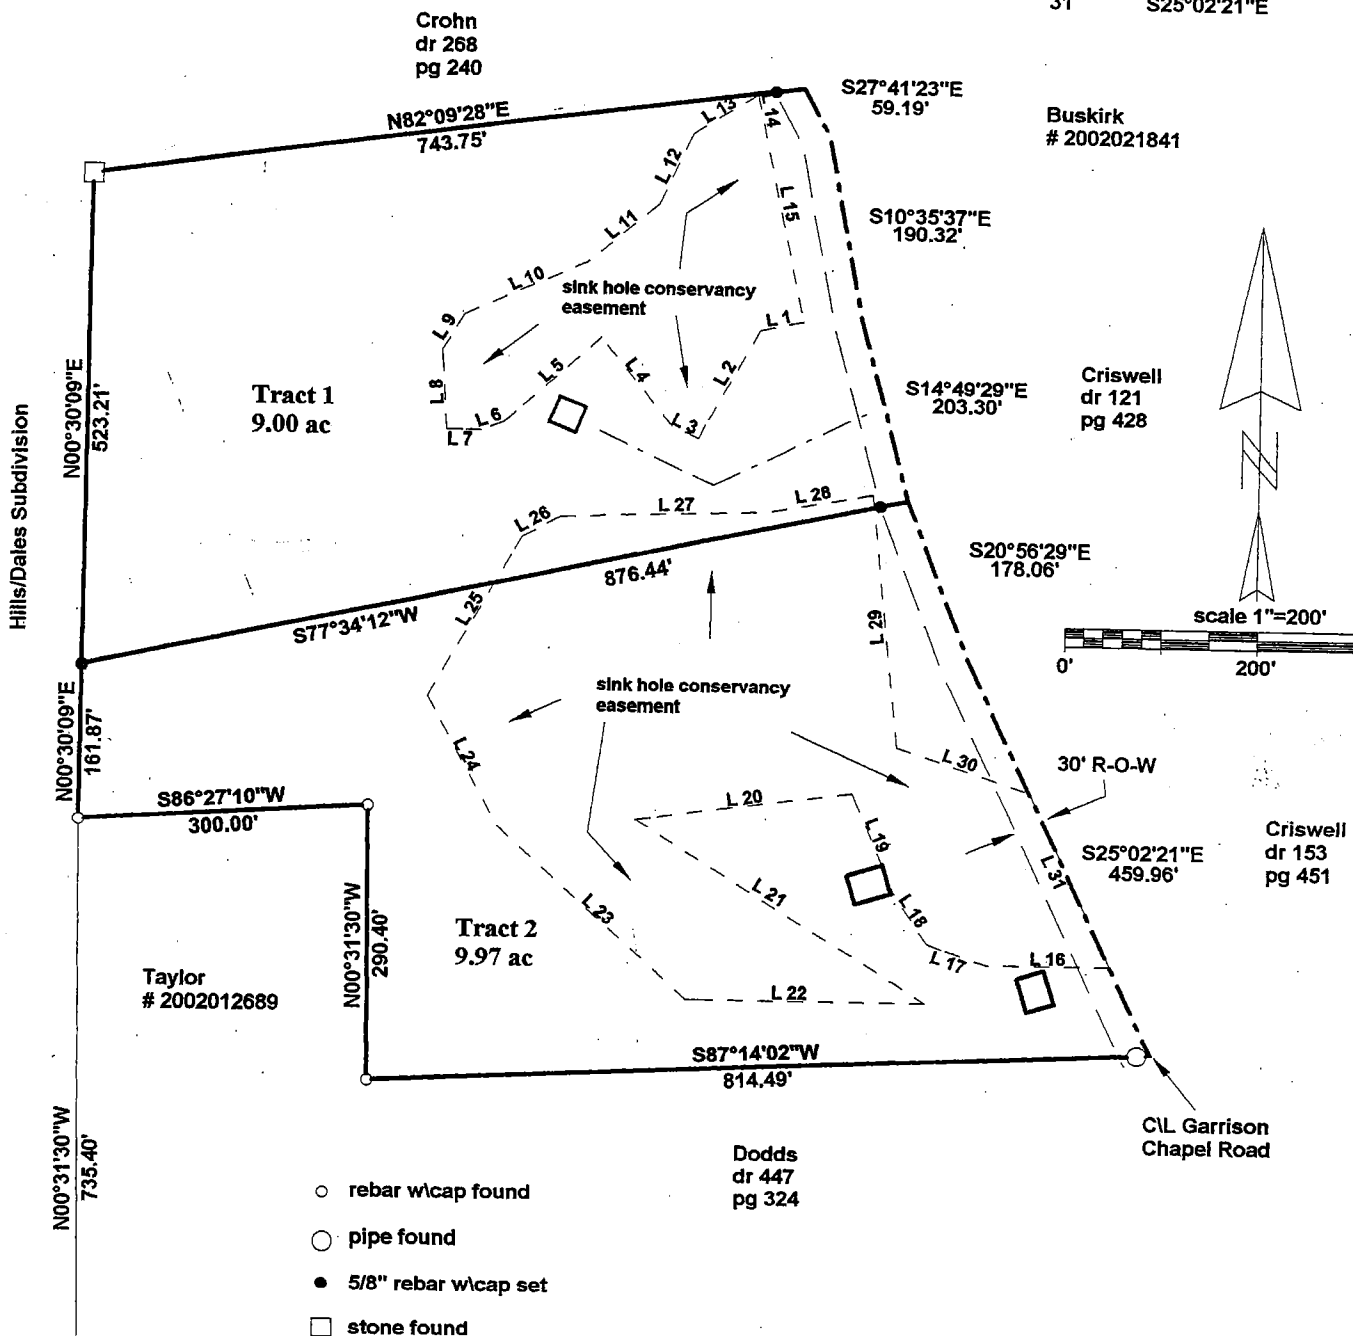 31 S25°02'21"E
Crohn
dr 268
pg 240
N82°09'28"E
743.75'
S27°41'23"E
59.19'
Buskirk
# 2002021841
L 13
14
L 12
L 15
L 11
S10°35'37"E
190.32'
L 10
sink hole conservancy
easement
L 9
L 1
L 5
L 4
L 2
L 8
L 6
L 3
L 7
Tract 1
9.00 ac
N00°30'09"E
523.21'
Hills/Dales Subdivision
S14°49'29"E
203.30'
Criswell
dr 121
pg 428
N
L 28
L 27
L 26
876.44'
S77°34'12"W
L 25
S20°56'29"E
178.06'
scale 1"=200'
0' 200'
L 29
sink hole conservancy
easement
N00°30'09"E
161.87'
L 24
L 30
30' R-O-W
S86°27'10"W
300.00'
L 20
L 19
L 21
L 31
S25°02'21"E
459.96'
Criswell
dr 153
pg 451
L 23
L 18
L 17
L 16
Tract 2
9.97 ac
N00°31'30"W
290.40'
L 22
Taylor
# 2002012689
S87°14'02"W
814.49'
C\L Garrison
Chapel Road
N00°31'30"W
735.40'
Dodds
dr 447
pg 324
rebar w\cap found
pipe found
5/8" rebar w\cap set
stone found